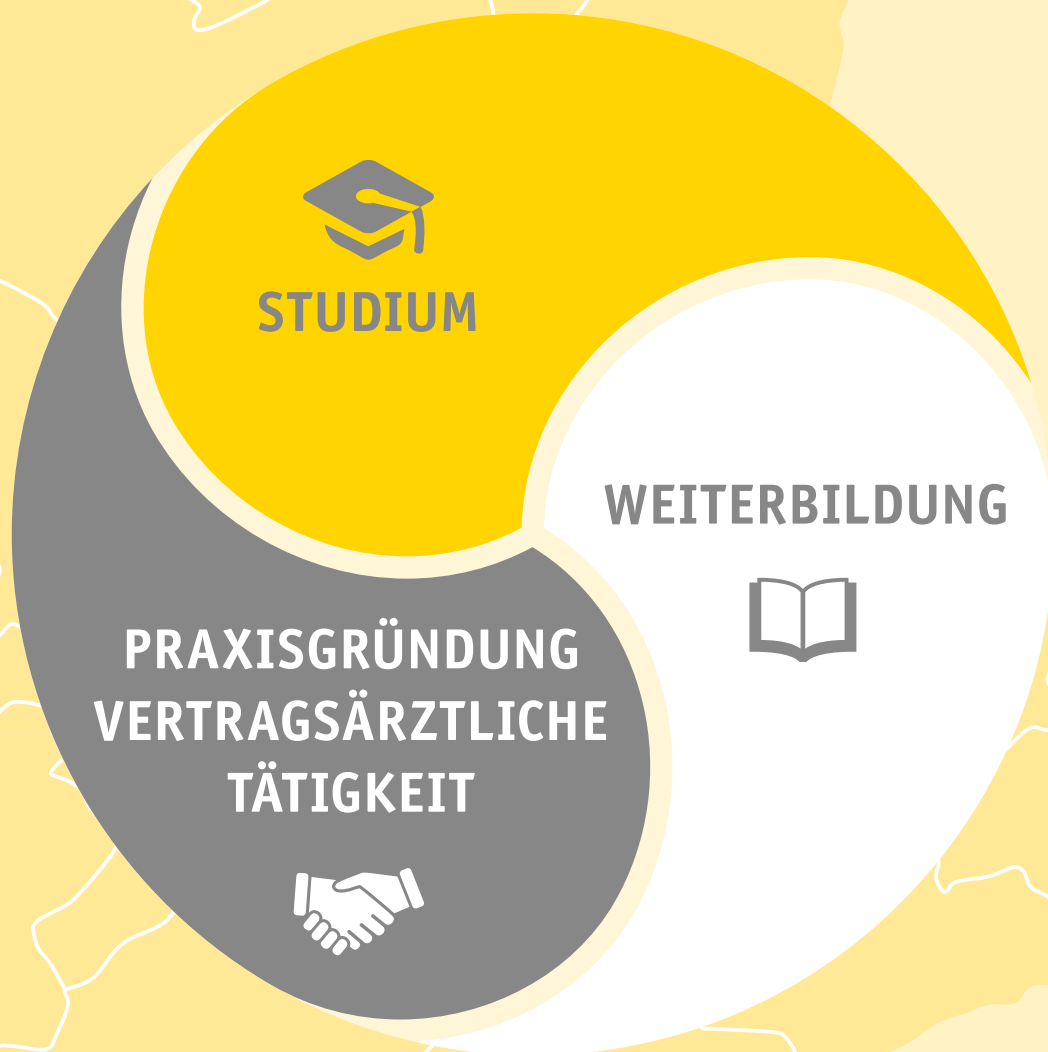 STUDIUM
WEITERBILDUNG
PRAXISGRÜNDUNG
VERTRAGSÄRZTLICHE
TÄTIGKEIT